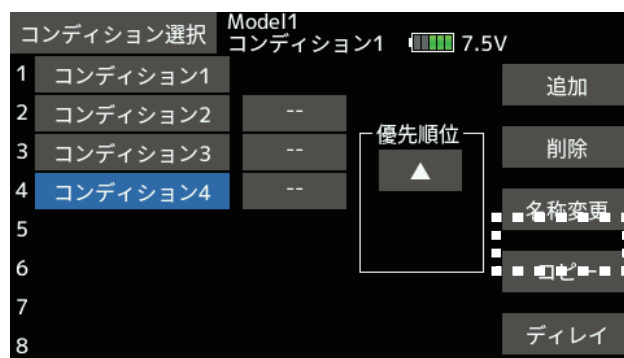 コンディション選択
Model1
コンディション1 7.5V
1 コンディション1
追加
2 コンディション2 --
優先順位
3 コンディション3 --
削除
▲
4 コンディション4 --
名称変更
5
6
コピー
7
ディレイ
8